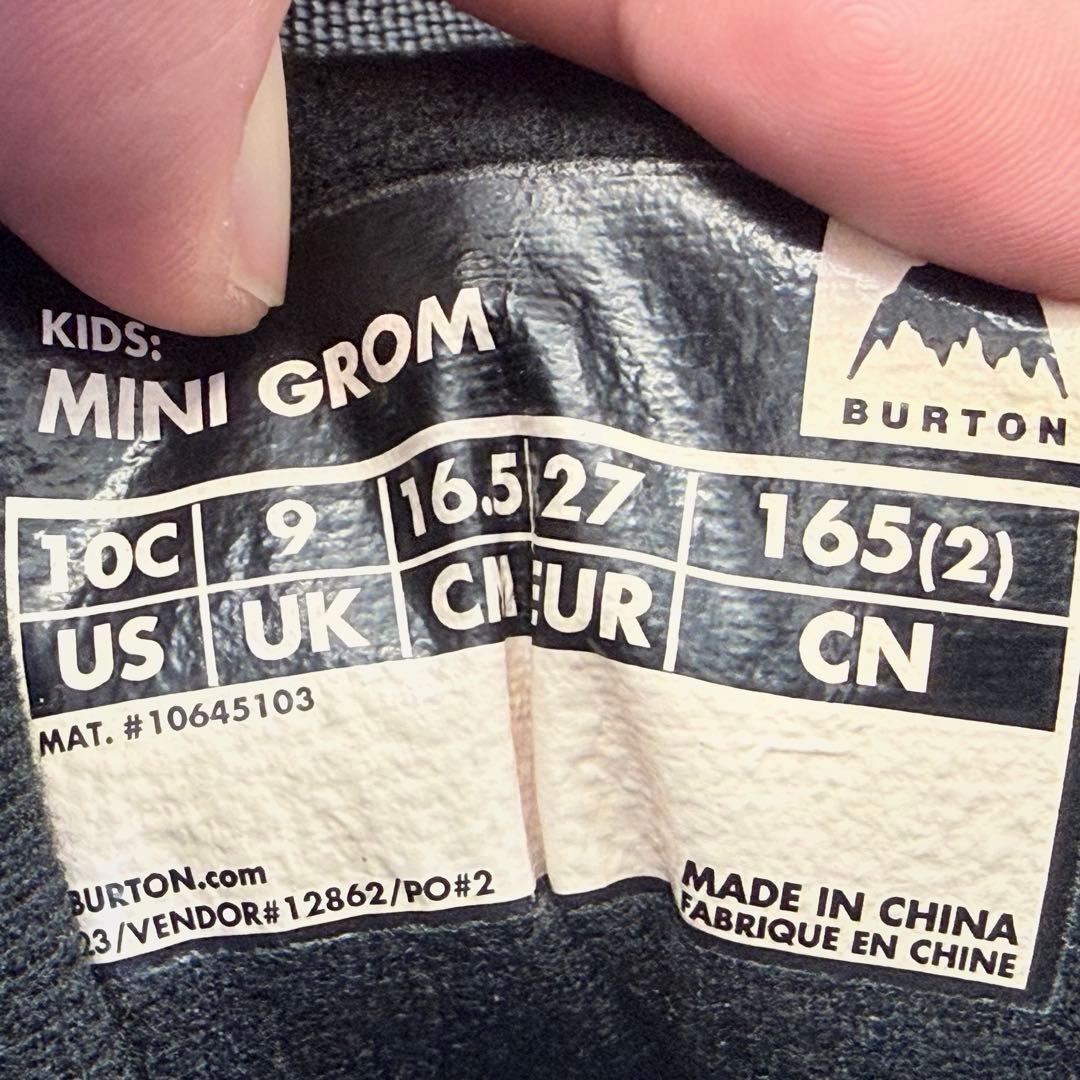 KIDS:
MINI GROM
BURTON
10C 9 16.5 27 165(2)
US UK CM EUR CN
MAT. #10645103
BURTON.com
23/VENDOR#12862/PO#2
MADE IN CHINA
FABRIQUE EN CHINE